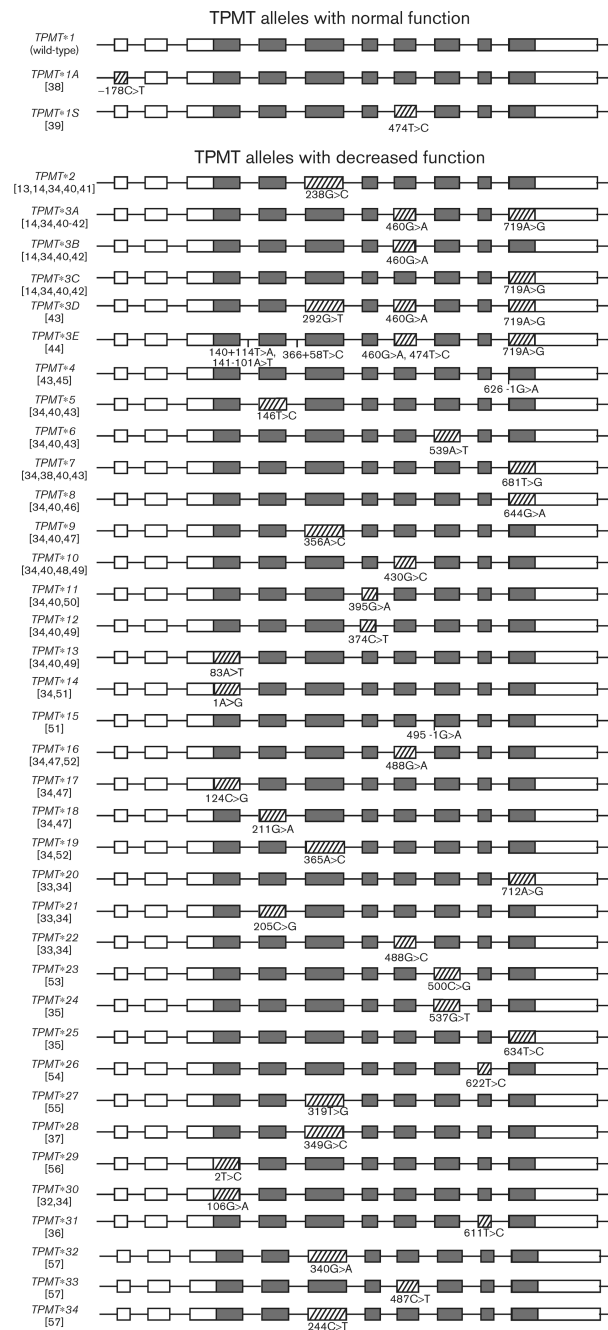 TPMT alleles with normal function
TPMT*1
(wild-type)
TPMT*1A
[38]
−178C>T
TPMT*1S
[39]
474T>C
TPMT alleles with decreased function
TPMT*2
[13,14,34,40,41]
238G>C
TPMT*3A
[14,34,40-42]
460G>A
719A>G
TPMT*3B
[14,34,40,42]
460G>A
TPMT*3C
[14,34,40,42]
719A>G
TPMT*3D
[43]
292G>T
460G>A
719A>G
TPMT*3E
[44]
140+114T>A,
141-101A>T
366+58T>C
460G>A, 474T>C
719A>G
TPMT*4
[43,45]
626 -1G>A
TPMT*5
[34,40,43]
146T>C
TPMT*6
[34,40,43]
539A>T
TPMT*7
[34,38,40,43]
681T>G
TPMT*8
[34,40,46]
644G>A
TPMT*9
[34,40,47]
356A>C
TPMT*10
[34,40,48,49]
430G>C
TPMT*11
[34,40,50]
395G>A
TPMT*12
[34,40,49]
374C>T
TPMT*13
[34,40,49]
83A>T
TPMT*14
[34,51]
1A>G
TPMT*15
[51]
495 -1G>A
TPMT*16
[34,47,52]
488G>A
TPMT*17
[34,47]
124C>G
TPMT*18
[34,47]
211G>A
TPMT*19
[34,52]
365A>C
TPMT*20
[33,34]
712A>G
TPMT*21
[33,34]
205C>G
TPMT*22
[33,34]
488G>C
TPMT*23
[53]
500C>G
TPMT*24
[35]
537G>T
TPMT*25
[35]
634T>C
TPMT*26
[54]
622T>C
TPMT*27
[55]
319T>G
TPMT*28
[37]
349G>C
TPMT*29
[56]
2T>C
TPMT*30
[32,34]
106G>A
TPMT*31
[36]
611T>C
TPMT*32
[57]
340G>A
TPMT*33
[57]
487C>T
TPMT*34
[57]
244C>T